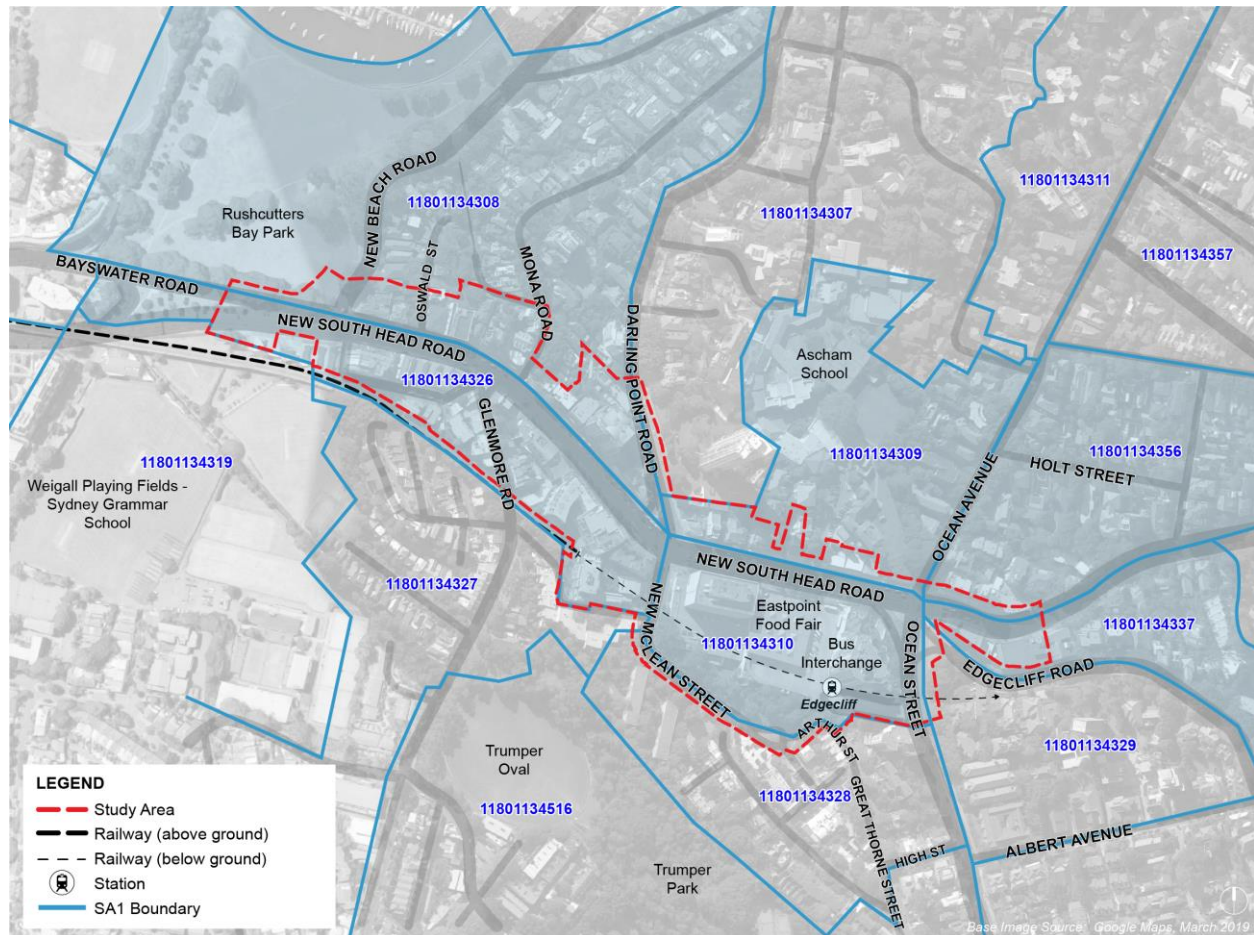 11801134311
11801134308
11801134307
11801134357
NEW BEACH ROAD
Rushcutters
Bay Park
OSWALD ST
MONA ROAD
BAYSWATER ROAD
DARLING POINT ROAD
NEW SOUTH HEAD ROAD
Ascham
School
11801134326
GLENMORE RD
11801134309
OCEAN AVENUE
11801134356
HOLT STREET
11801134319
Weigall Playing Fields -
Sydney Grammar
School
11801134327
NEW SOUTH HEAD ROAD
NEW MCLEAN STREET
Eastpoint
Food Fair
11801134310
Bus
Interchange
Edgecliff
OCEAN STREET
11801134337
EDGECLIFF ROAD
ARTHUR ST
11801134329
Trumper
Oval
11801134516
11801134328
GREAT THORNE STREET
HIGH ST
ALBERT AVENUE
Trumper
Park
LEGEND
Study Area
Railway (above ground)
Railway (below ground)
Station
SA1 Boundary
Base Image Source: Google Maps, March 2019